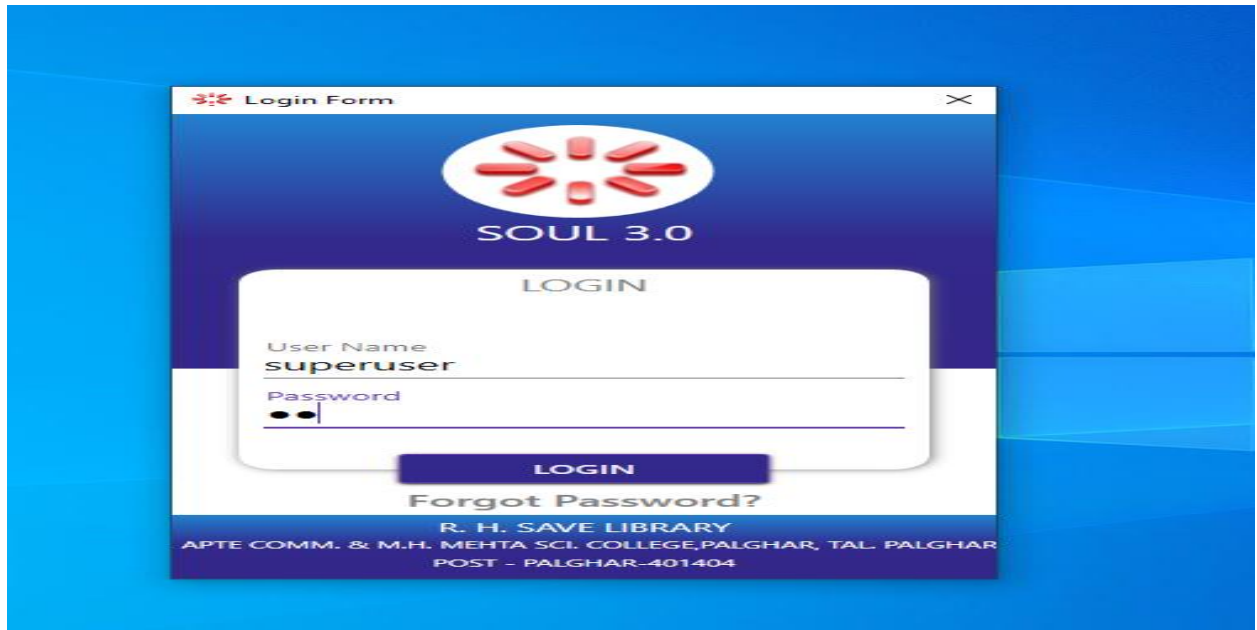 Login Form
SOUL 3.0
LOGIN
User Name
superuser
Password
LOGIN
Forgot Password?
R. H. SAVE LIBRARY
APTE COMM. & M.H. MEHTA SCI. COLLEGE,PALGHAR, TAL. PALGHAR
POST - PALGHAR-401404